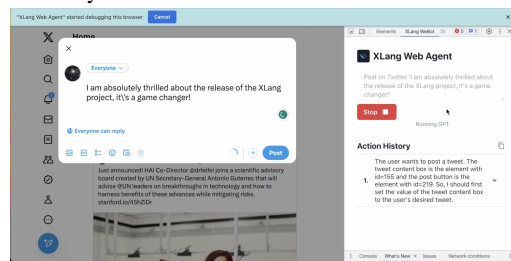 "XLang Web Agent" started debugging this browser
Cancel
Home
Everyone
I am absolutely thrilled about the release of the XLang
project, it\'s a game changer!
Everyone can reply
Post
Just announced! HAI Co-Director @drfeifei joins a scientific advisory
board created by UN Secretary-General Antonio Guterres that will
advise @UN leaders on breakthroughs in technology and how to
harness benefits of these advances while mitigating risks.
stanford.io/45hZlDr
Elements
XLang WeBot
5
1
XLang Web Agent
Post on Twitter 'I am absolutely thrilled about
the release of the XLang project, it's a game
changer!'
Stop
Running GPT
Action History
1.
The user wants to post a tweet. The
tweet content box is the element with
id=155 and the post button is the
element with id=219. So, I should first
set the value of the tweet content box
to the user's desired tweet.
Console
What's New
Issues
Network conditions